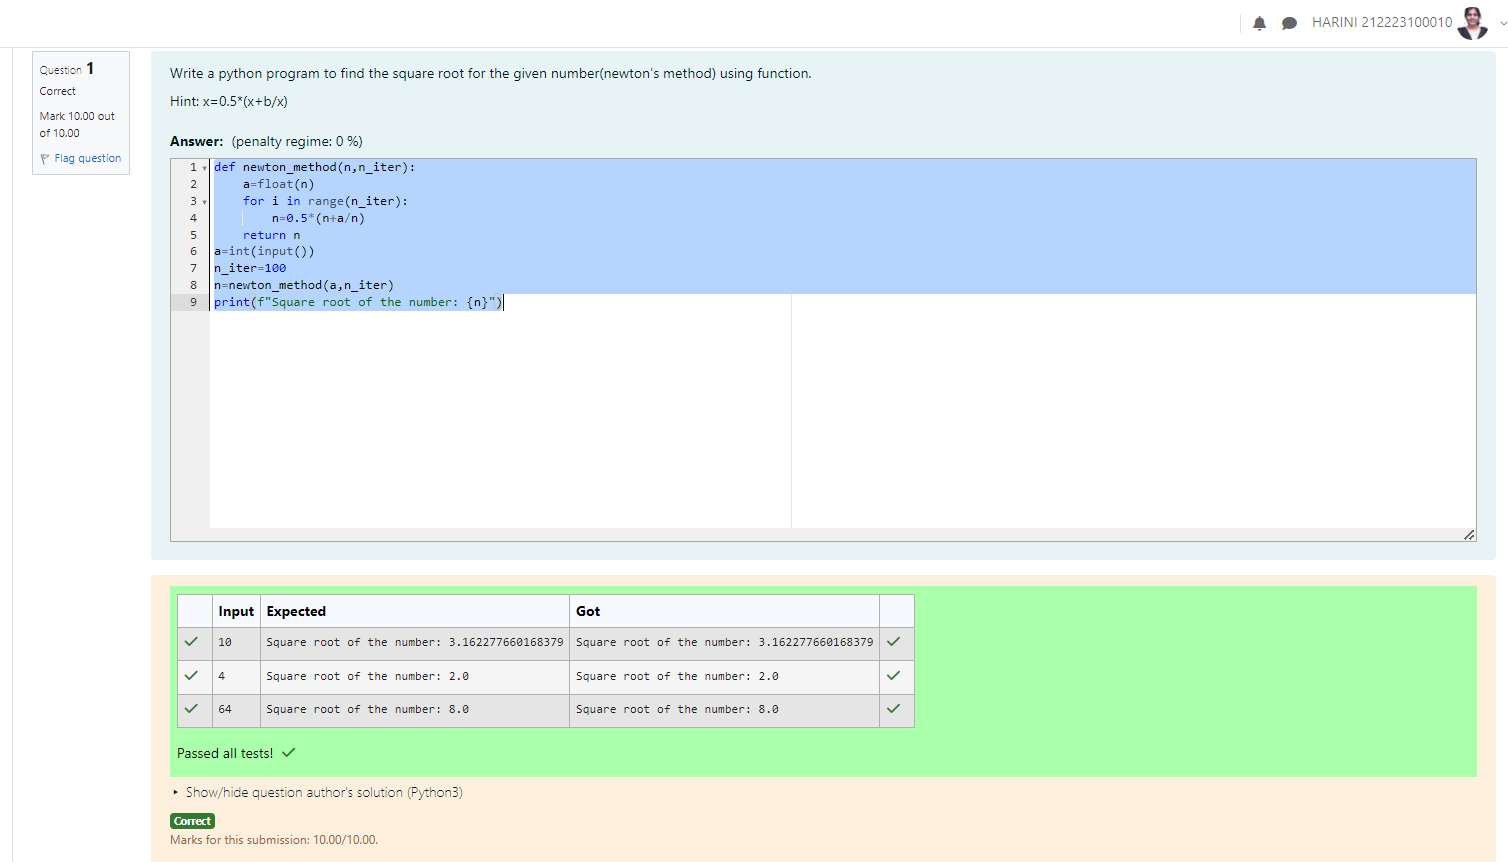 HARINI 212223100010
Question 1
Correct
Mark 10.00 out
of 10.00
Flag question
Write a python program to find the square root for the given number(newton's method) using function.
Hint: x=0.5*(x+b/x)
Answer: (penalty regime: 0 %)
1 def newton_method(n,n_iter):
2     a=float(n)
3     for i in range(n_iter):
4         n=0.5*(n+a/n)
5     return n
6 a=int(input())
7 n_iter=100
8 n=newton_method(a,n_iter)
9 print(f"Square root of the number: {n}")
Input Expected Got
10 Square root of the number: 3.162277660168379 Square root of the number: 3.162277660168379
4 Square root of the number: 2.0 Square root of the number: 2.0
64 Square root of the number: 8.0 Square root of the number: 8.0
Passed all tests!
Show/hide question author's solution (Python3)
Correct
Marks for this submission: 10.00/10.00.